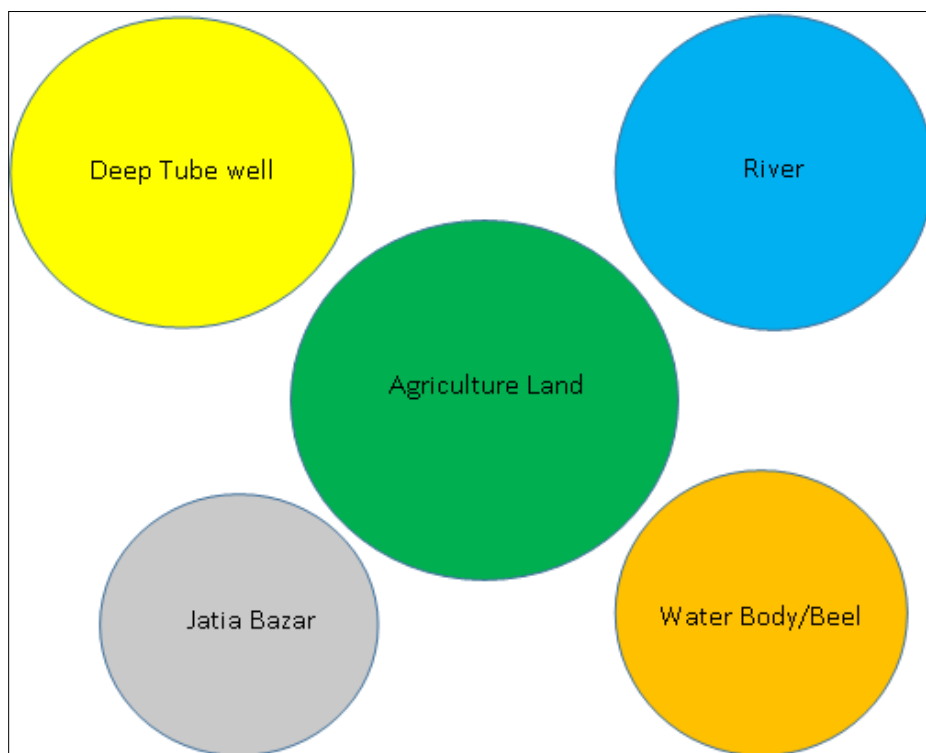 Deep Tube well
River
Agriculture Land
Jatia Bazar
Water Body/Beel